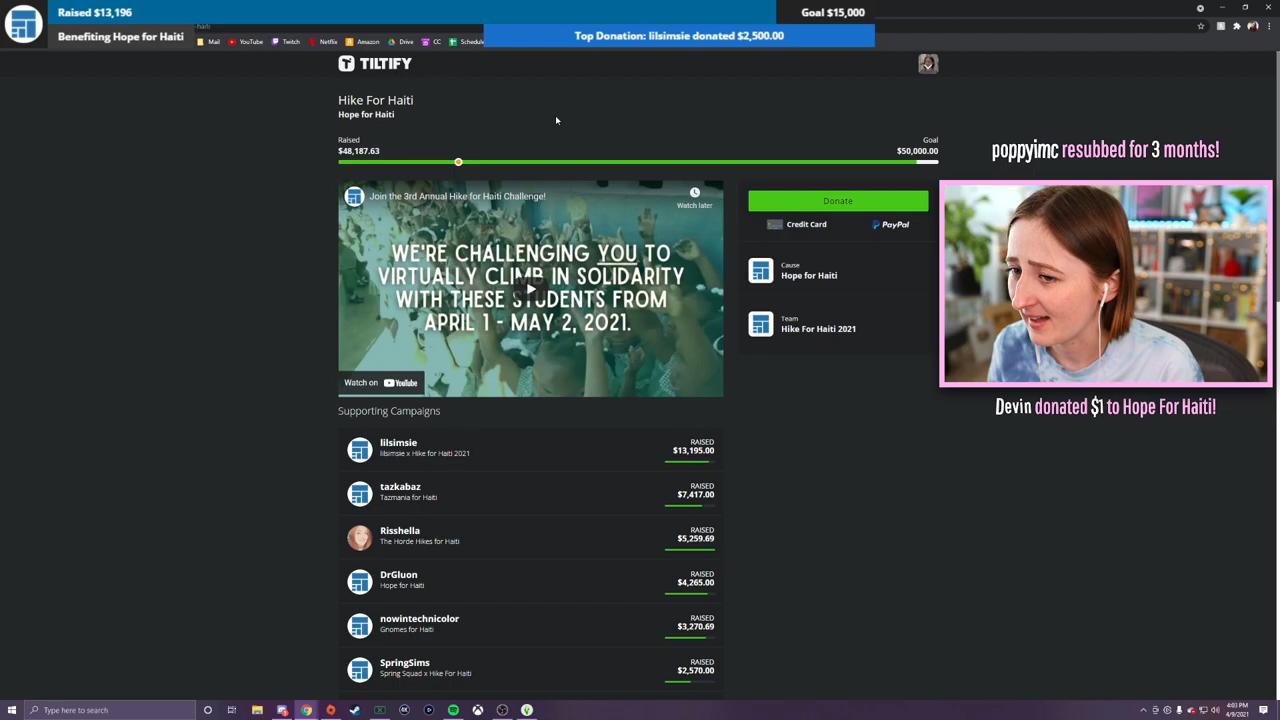 Raised $13,196
Goal $15,000
Benefiting Hope for Haiti
Top Donation: lilsimsie donated $2,500.00
haiti
Mail
YouTube
Twitch
Netflix
Amazon
Drive
CC
Schedule
TILTIFY
Hike For Haiti
Hope for Haiti
Raised
Goal
$48,187.63
$50,000.00
Join the 3rd Annual Hike for Haiti Challenge!
Watch later
WE'RE CHALLENGING YOU TO
VIRTUALLY CLIMB IN SOLIDARITY
WITH THESE STUDENTS FROM
APRIL 1 - MAY 2, 2021.
Watch on YouTube
Donate
Credit Card
PayPal
Cause
Hope for Haiti
Team
Hike For Haiti 2021
poppyimc resubbed for 3 months!
Devin donated $1 to Hope For Haiti!
Supporting Campaigns
lilsimsie
lilsimsie x Hike for Haiti 2021
RAISED
$13,195.00
tazkabaz
Tazmania for Haiti
RAISED
$7,417.00
Risshella
The Horde Hikes for Haiti
RAISED
$5,259.69
DrGluon
Hope for Haiti
RAISED
$4,265.00
nowintechnicolor
Gnomes for Haiti
RAISED
$3,270.69
SpringSims
Spring Squad x Hike For Haiti
RAISED
$2,570.00
Type here to search
4:03 PM
4/9/2021